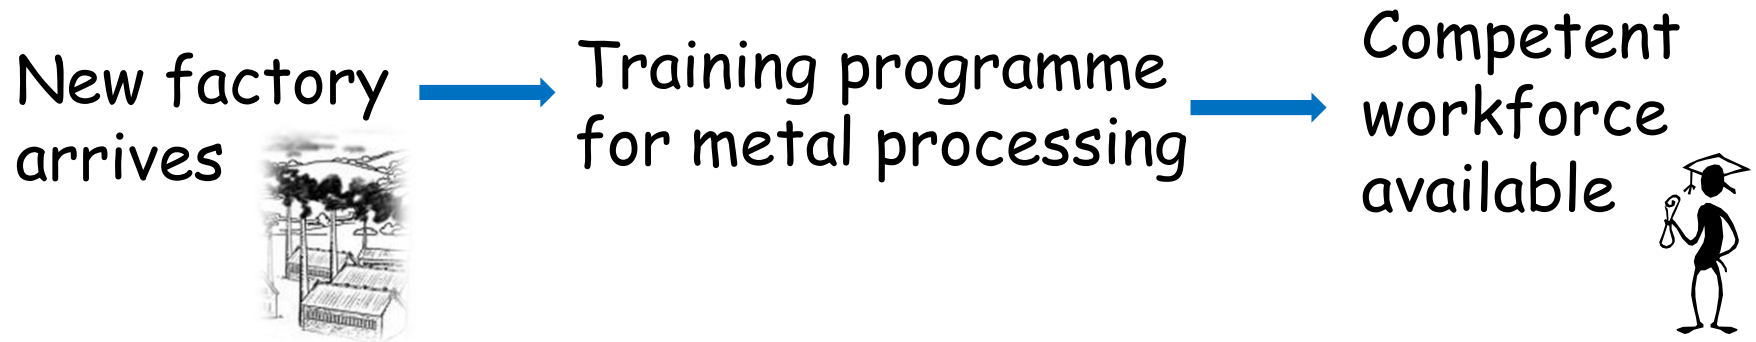 New factory
arrives
Training programme
for metal processing
Competent
workforce
available